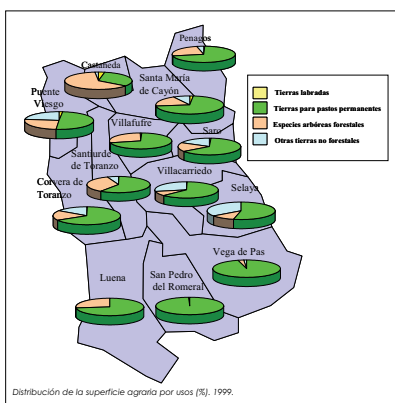 Penagos
Castañeda
Santa María
de Cayón
Puente
Viesgo
Villafufre
Saro
Santiurde
de Toranzo
Villacarriedo
Corvera de
Toranzo
Selaya
Vega de Pas
Luena
San Pedro
del Romeral
Tierras labradas
Tierras para pastos permanentes
Especies arbóreas forestales
Otras tierras no forestales
Distribución de la superficie agraria por usos (%). 1999.